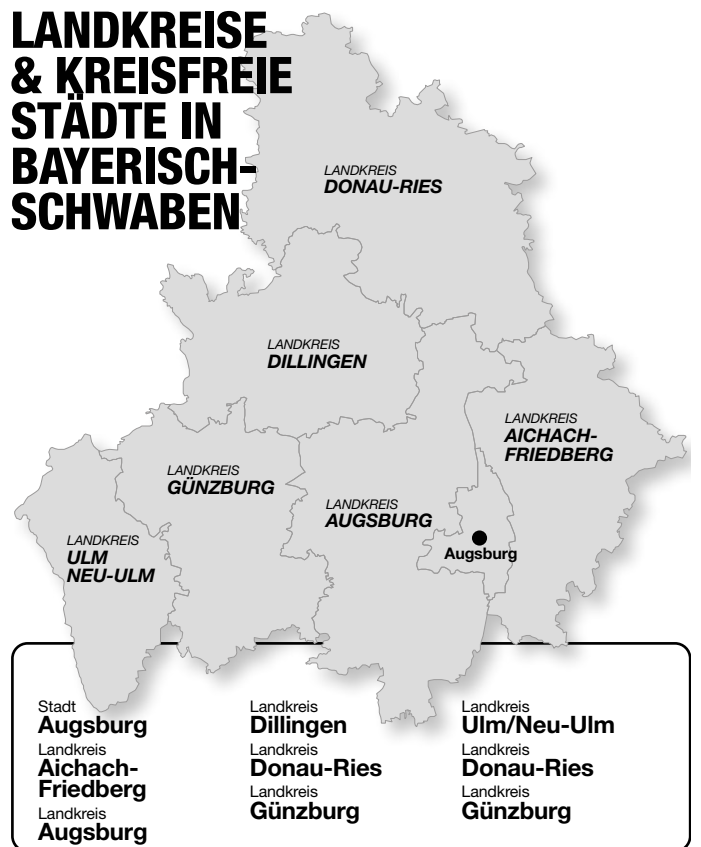 LANDKREISE
& KREISFREIE
STÄDTE IN
BAYERISCH-
SCHWABEN
LANDKREIS
DONAU-RIES
LANDKREIS
DILLINGEN
LANDKREIS
AICHACH-
FRIEDBERG
LANDKREIS
GÜNZBURG
LANDKREIS
AUGSBURG
LANDKREIS
ULM
NEU-ULM
Augsburg
Stadt
Augsburg
Landkreis
Aichach-
Friedberg
Landkreis
Augsburg
Landkreis
Dillingen
Landkreis
Donau-Ries
Landkreis
Günzburg
Landkreis
Ulm/Neu-Ulm
Landkreis
Donau-Ries
Landkreis
Günzburg